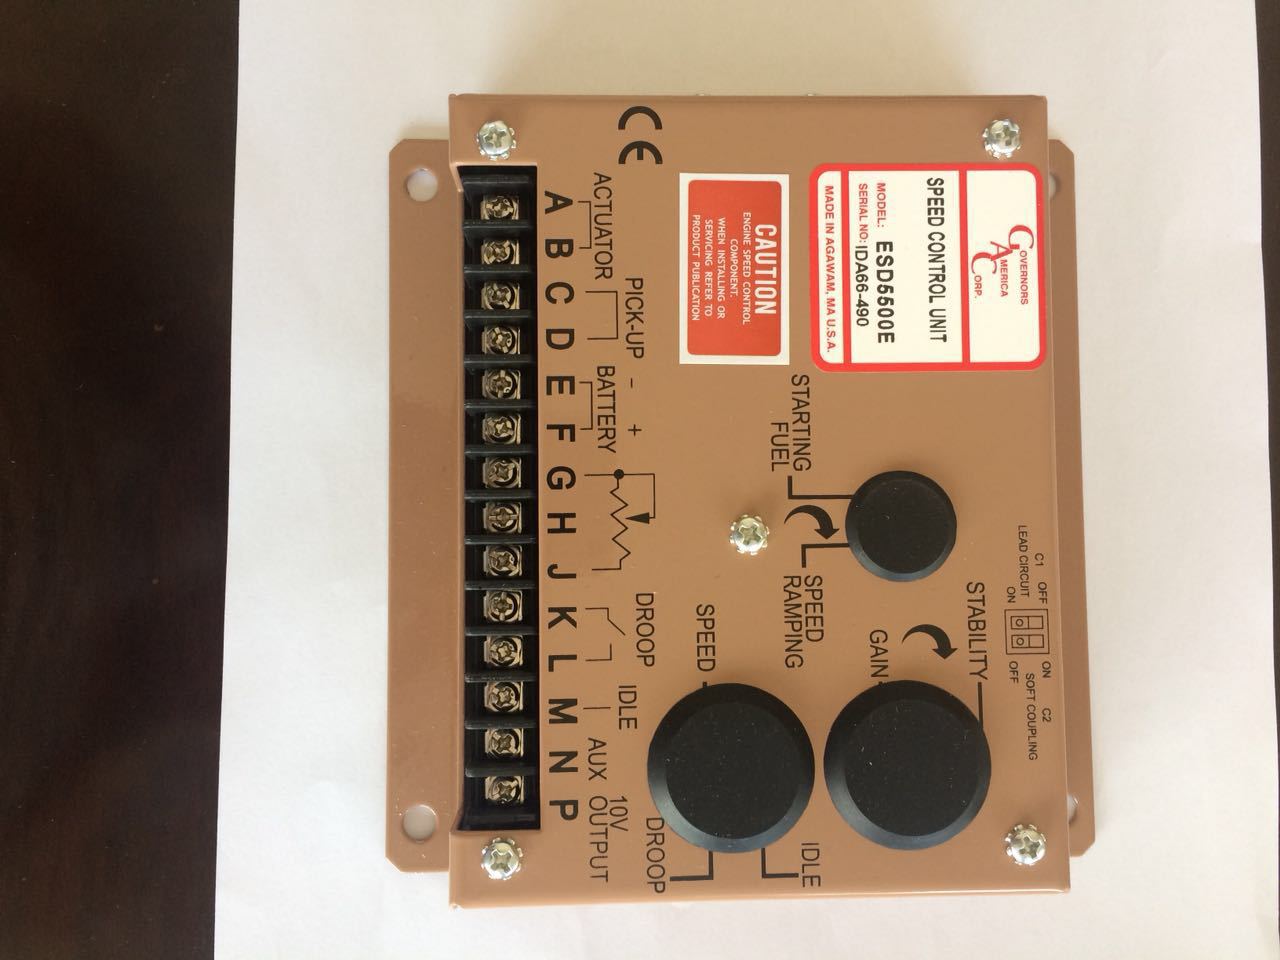 GOVERNORS
AMERICA
CORP.
SPEED CONTROL UNIT
MODEL: ESD5500E
SERIAL NO: IDA66-490
MADE IN AGAWAM, MA U.S.A.
CAUTION
ENGINE SPEED CONTROL
COMPONENT.
WHEN INSTALLING OR
SERVICING REFER TO
PRODUCT PUBLICATION
CE
C1 OFF ON C2
LEAD CIRCUIT SOFT COUPLING
ON OFF
STABILITY
GAIN
STARTING
FUEL
SPEED
RAMPING
IDLE
SPEED
DROOP
PICK-UP - + DROOP IDLE 10V
ACTUATOR BATTERY AUX OUTPUT
A B C D E F G H J K L M N P